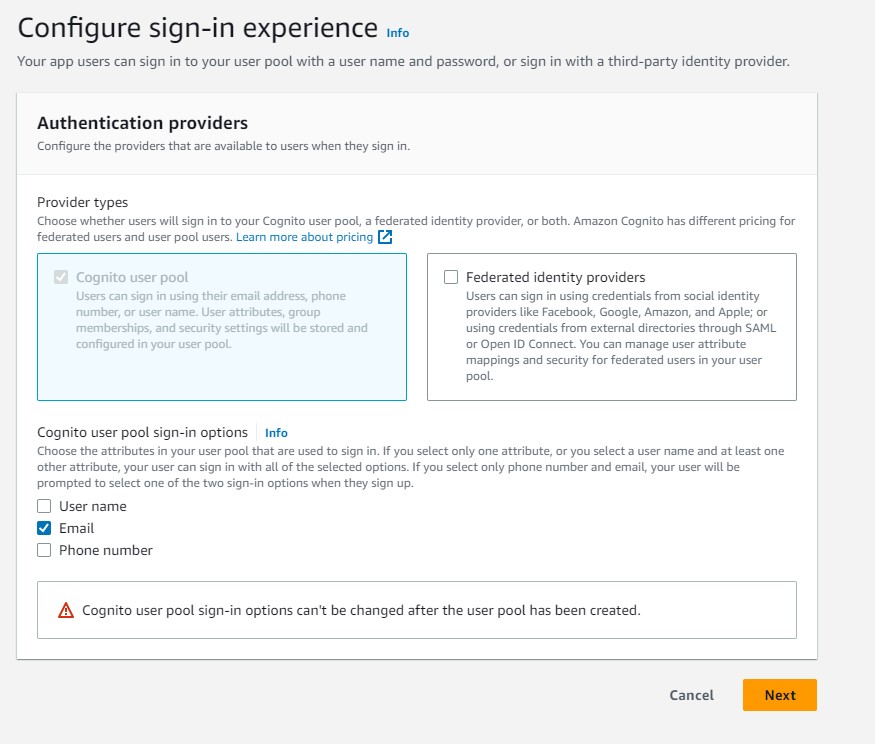 Configure sign-in experience Info
Your app users can sign in to your user pool with a user name and password, or sign in with a third-party identity provider.
Authentication providers
Configure the providers that are available to users when they sign in.
Provider types
Choose whether users will sign in to your Cognito user pool, a federated identity provider, or both. Amazon Cognito has different pricing for
federated users and user pool users. Learn more about pricing
Cognito user pool
Users can sign in using their email address, phone
number, or user name. User attributes, group
memberships, and security settings will be stored and
configured in your user pool.
Federated identity providers
Users can sign in using credentials from social identity
providers like Facebook, Google, Amazon, and Apple; or
using credentials from external directories through SAML
or Open ID Connect. You can manage user attribute
mappings and security for federated users in your user
pool.
Cognito user pool sign-in options Info
Choose the attributes in your user pool that are used to sign in. If you select only one attribute, or you select a user name and at least one
other attribute, your user can sign in with all of the selected options. If you select only phone number and email, your user will be
prompted to select one of the two sign-in options when they sign up.
User name
Email
Phone number
Cognito user pool sign-in options can't be changed after the user pool has been created.
Cancel Next